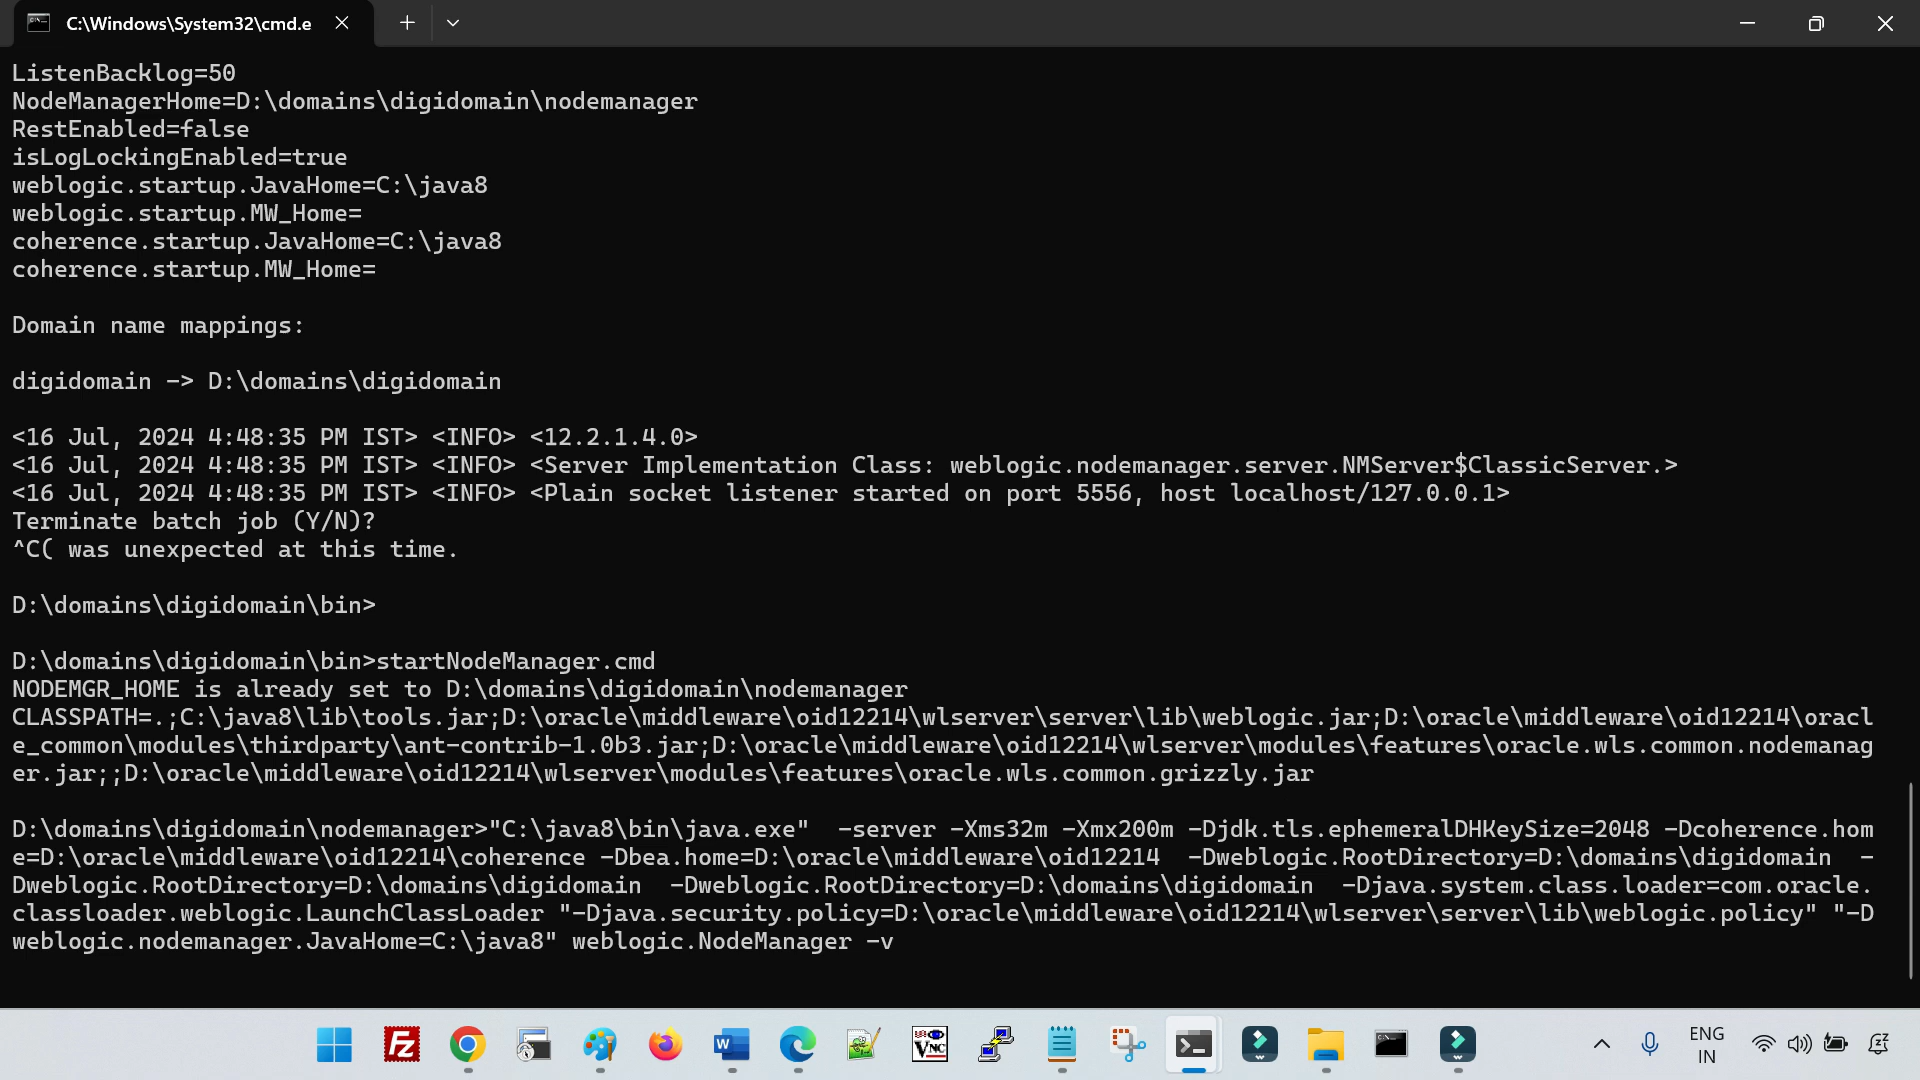 C:\Windows\System32\cmd.e
ListenBacklog=50
NodeManagerHome=D:\domains\digidomain\nodemanager
RestEnabled=false
isLogLockingEnabled=true
weblogic.startup.JavaHome=C:\java8
weblogic.startup.MW_Home=
coherence.startup.JavaHome=C:\java8
coherence.startup.MW_Home=
Domain name mappings:
digidomain -> D:\domains\digidomain
<16 Jul, 2024 4:48:35 PM IST> <INFO> <12.2.1.4.0>
<16 Jul, 2024 4:48:35 PM IST> <INFO> <Server Implementation Class: weblogic.nodemanager.server.NMServer$ClassicServer.>
<16 Jul, 2024 4:48:35 PM IST> <INFO> <Plain socket listener started on port 5556, host localhost/127.0.0.1>
Terminate batch job (Y/N)?
^C( was unexpected at this time.
D:\domains\digidomain\bin>
D:\domains\digidomain\bin>startNodeManager.cmd
NODEMGR_HOME is already set to D:\domains\digidomain\nodemanager
CLASSPATH=.;C:\java8\lib\tools.jar;D:\oracle\middleware\oid12214\wlserver\server\lib\weblogic.jar;D:\oracle\middleware\oid12214\oracl
e_common\modules\thirdparty\ant-contrib-1.0b3.jar;D:\oracle\middleware\oid12214\wlserver\modules\features\oracle.wls.common.nodemanag
er.jar;;D:\oracle\middleware\oid12214\wlserver\modules\features\oracle.wls.common.grizzly.jar
D:\domains\digidomain\nodemanager>"C:\java8\bin\java.exe"  -server -Xms32m -Xmx200m -Djdk.tls.ephemeralDHKeySize=2048 -Dcoherence.hom
e=D:\oracle\middleware\oid12214\coherence -Dbea.home=D:\oracle\middleware\oid12214  -Dweblogic.RootDirectory=D:\domains\digidomain  -
Dweblogic.RootDirectory=D:\domains\digidomain  -Dweblogic.RootDirectory=D:\domains\digidomain  -Djava.system.class.loader=com.oracle.
classloader.weblogic.LaunchClassLoader "-Djava.security.policy=D:\oracle\middleware\oid12214\wlserver\server\lib\weblogic.policy" "-D
weblogic.nodemanager.JavaHome=C:\java8" weblogic.NodeManager -v
ENG
IN